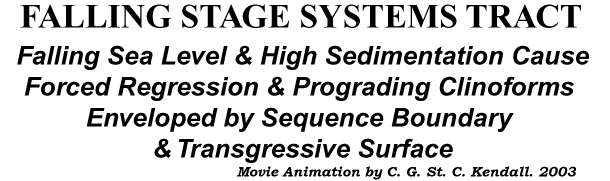 FALLING STAGE SYSTEMS TRACT
Falling Sea Level & High Sedimentation Cause
Forced Regression & Prograding Clinoforms
Enveloped by Sequence Boundary
& Transgressive Surface
Movie Animation by C. G. St. C. Kendall. 2003